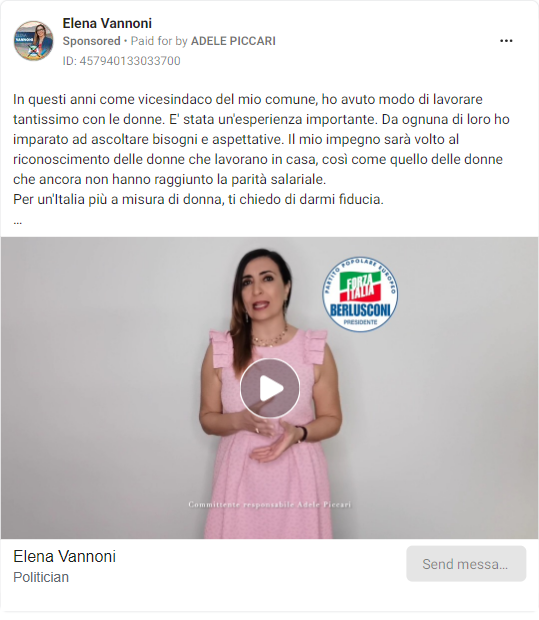 Elena Vannoni
Sponsored • Paid for by ADELE PICCARI
ID: 457940133033700
In questi anni come vicesindaco del mio comune, ho avuto modo di lavorare
tantissimo con le donne. E' stata un'esperienza importante. Da ognuna di loro ho
imparato ad ascoltare bisogni e aspettative. Il mio impegno sarà volto al
riconoscimento delle donne che lavorano in casa, così come quello delle donne
che ancora non hanno raggiunto la parità salariale.
Per un'Italia più a misura di donna, ti chiedo di darmi fiducia.
...
PARTITO POPOLARE EUROPEO
FORZA
ITALIA
BERLUSCONI
PRESIDENTE
Committente responsabile Adele Piccari
Elena Vannoni
Politician
Send messa...